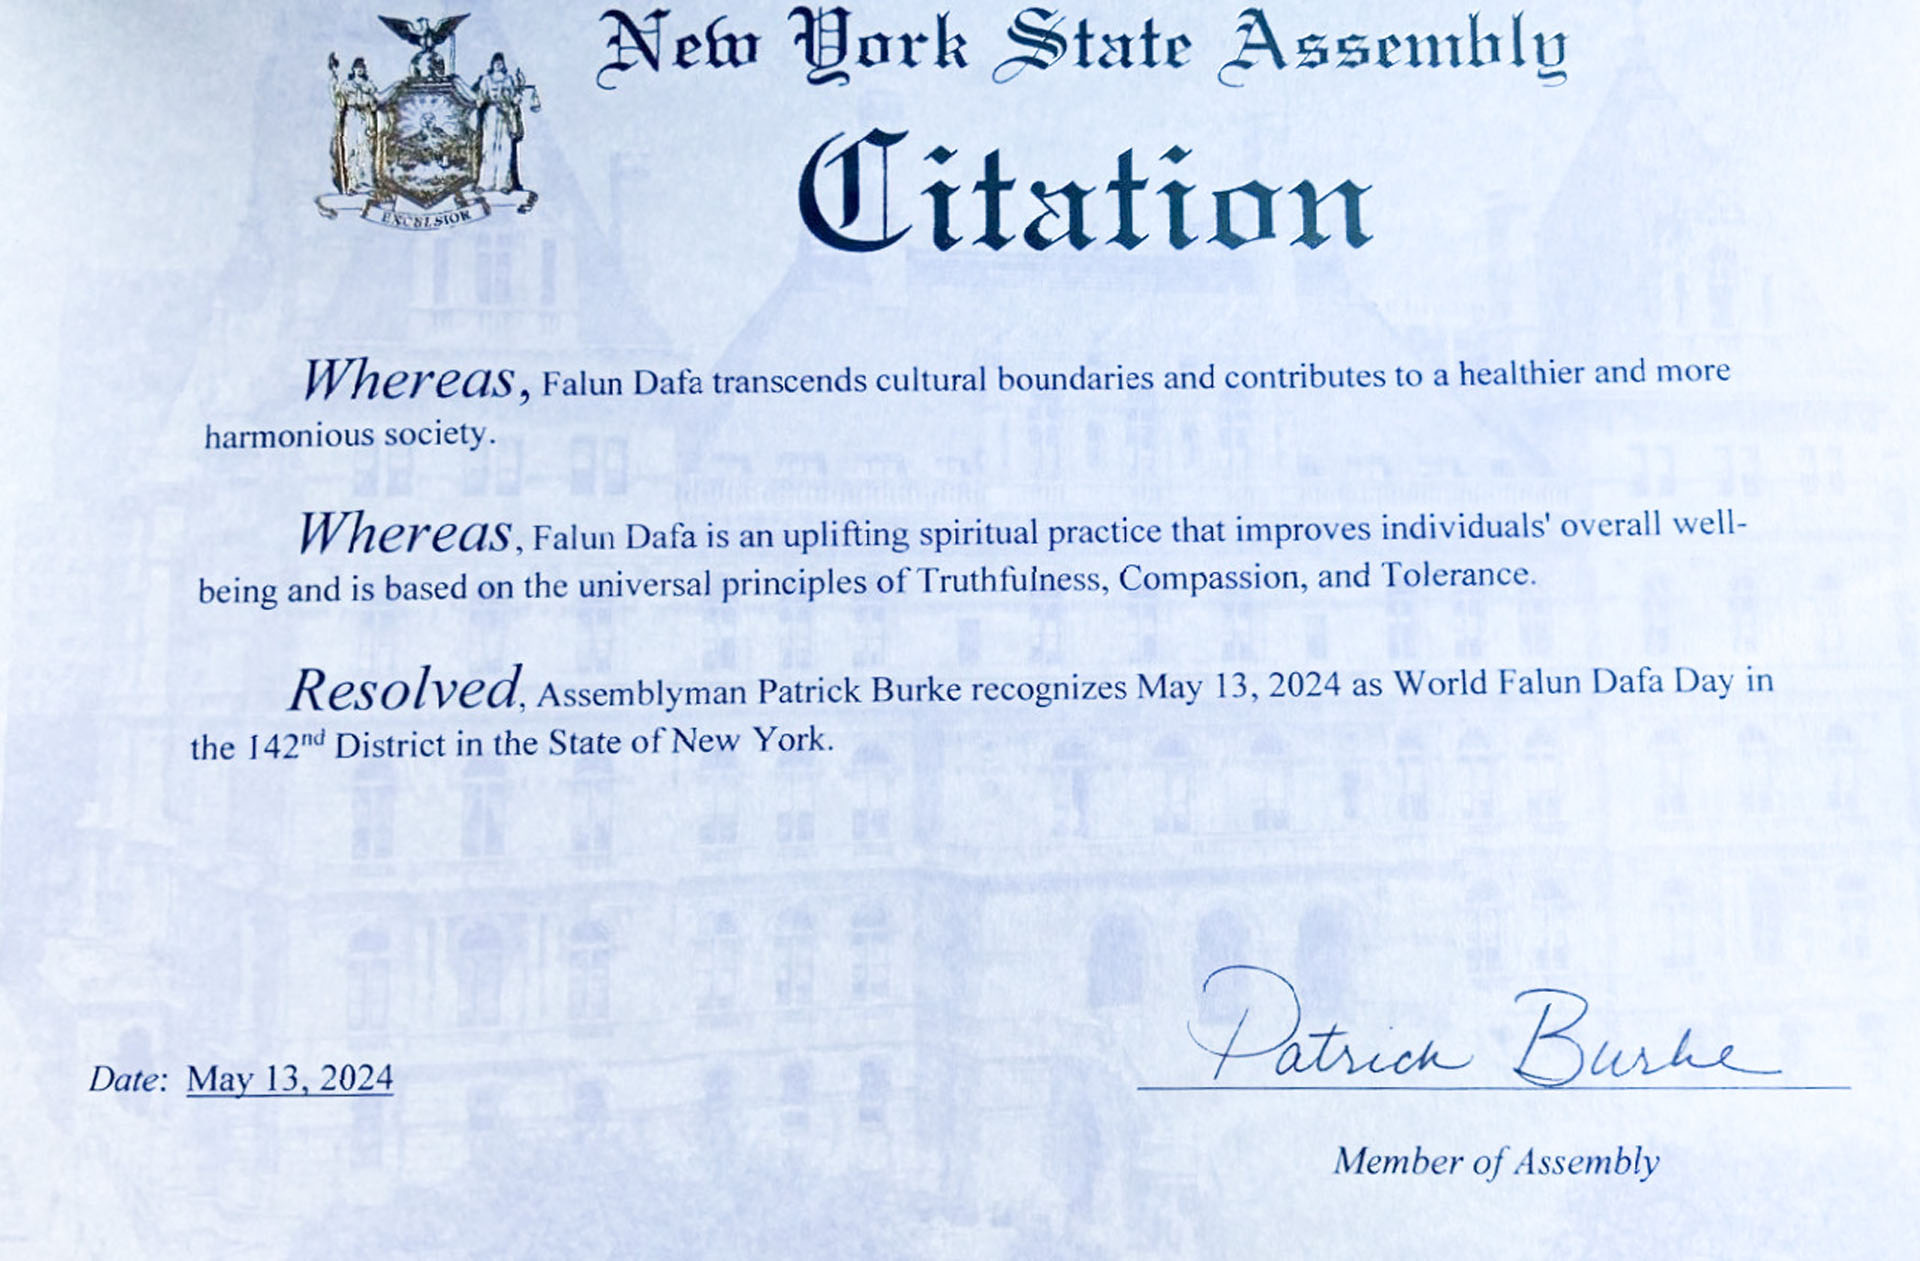 New York State Assembly
Citation
EXCELSIOR
Whereas, Falun Dafa transcends cultural boundaries and contributes to a healthier and more
harmonious society.
Whereas, Falun Dafa is an uplifting spiritual practice that improves individuals' overall well-
being and is based on the universal principles of Truthfulness, Compassion, and Tolerance.
Resolved, Assemblyman Patrick Burke recognizes May 13, 2024 as World Falun Dafa Day in
the 142nd District in the State of New York.
Patrick Burke
Date: May 13, 2024
Member of Assembly